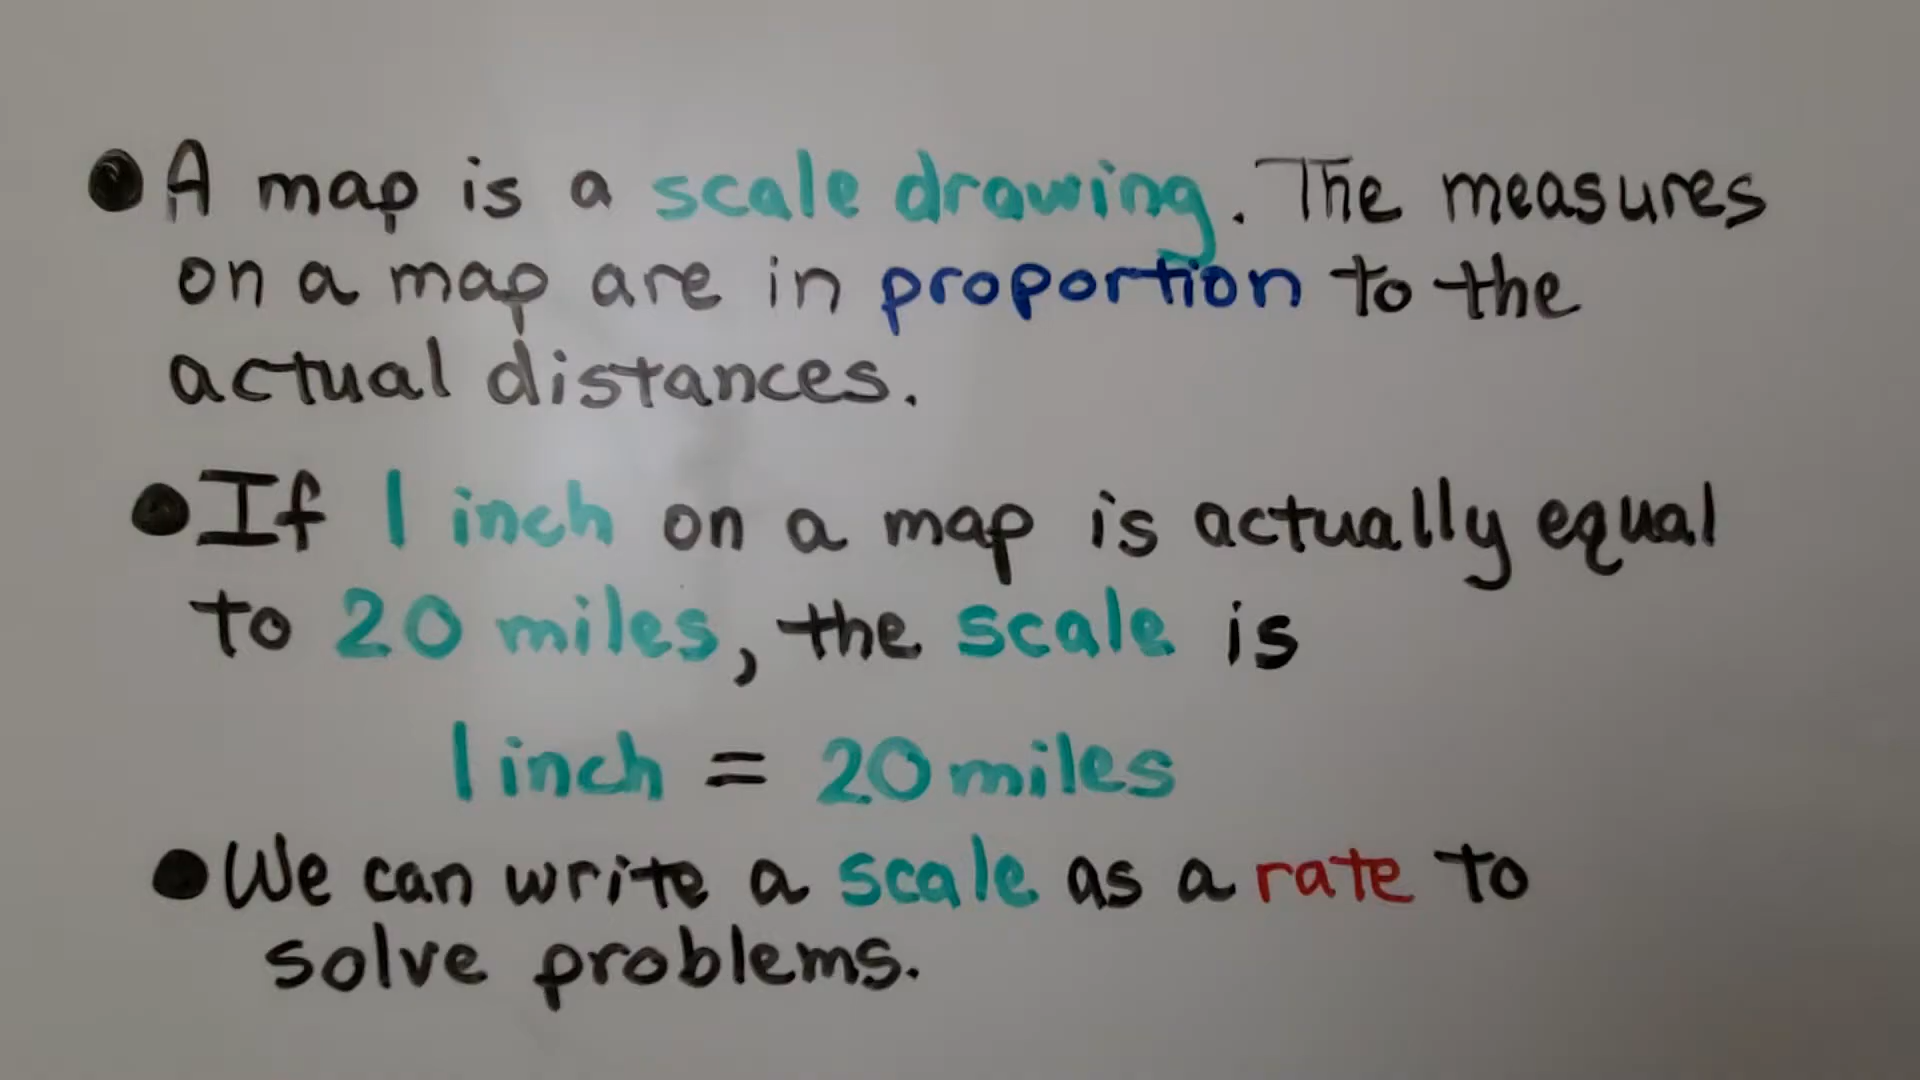 ● A map is a scale drawing. The measures
on a map are in proportion to the
actual distances.
● If 1 inch on a map is actually equal
to 20 miles, the scale is
1 inch = 20 miles
● We can write a scale as a rate to
solve problems.